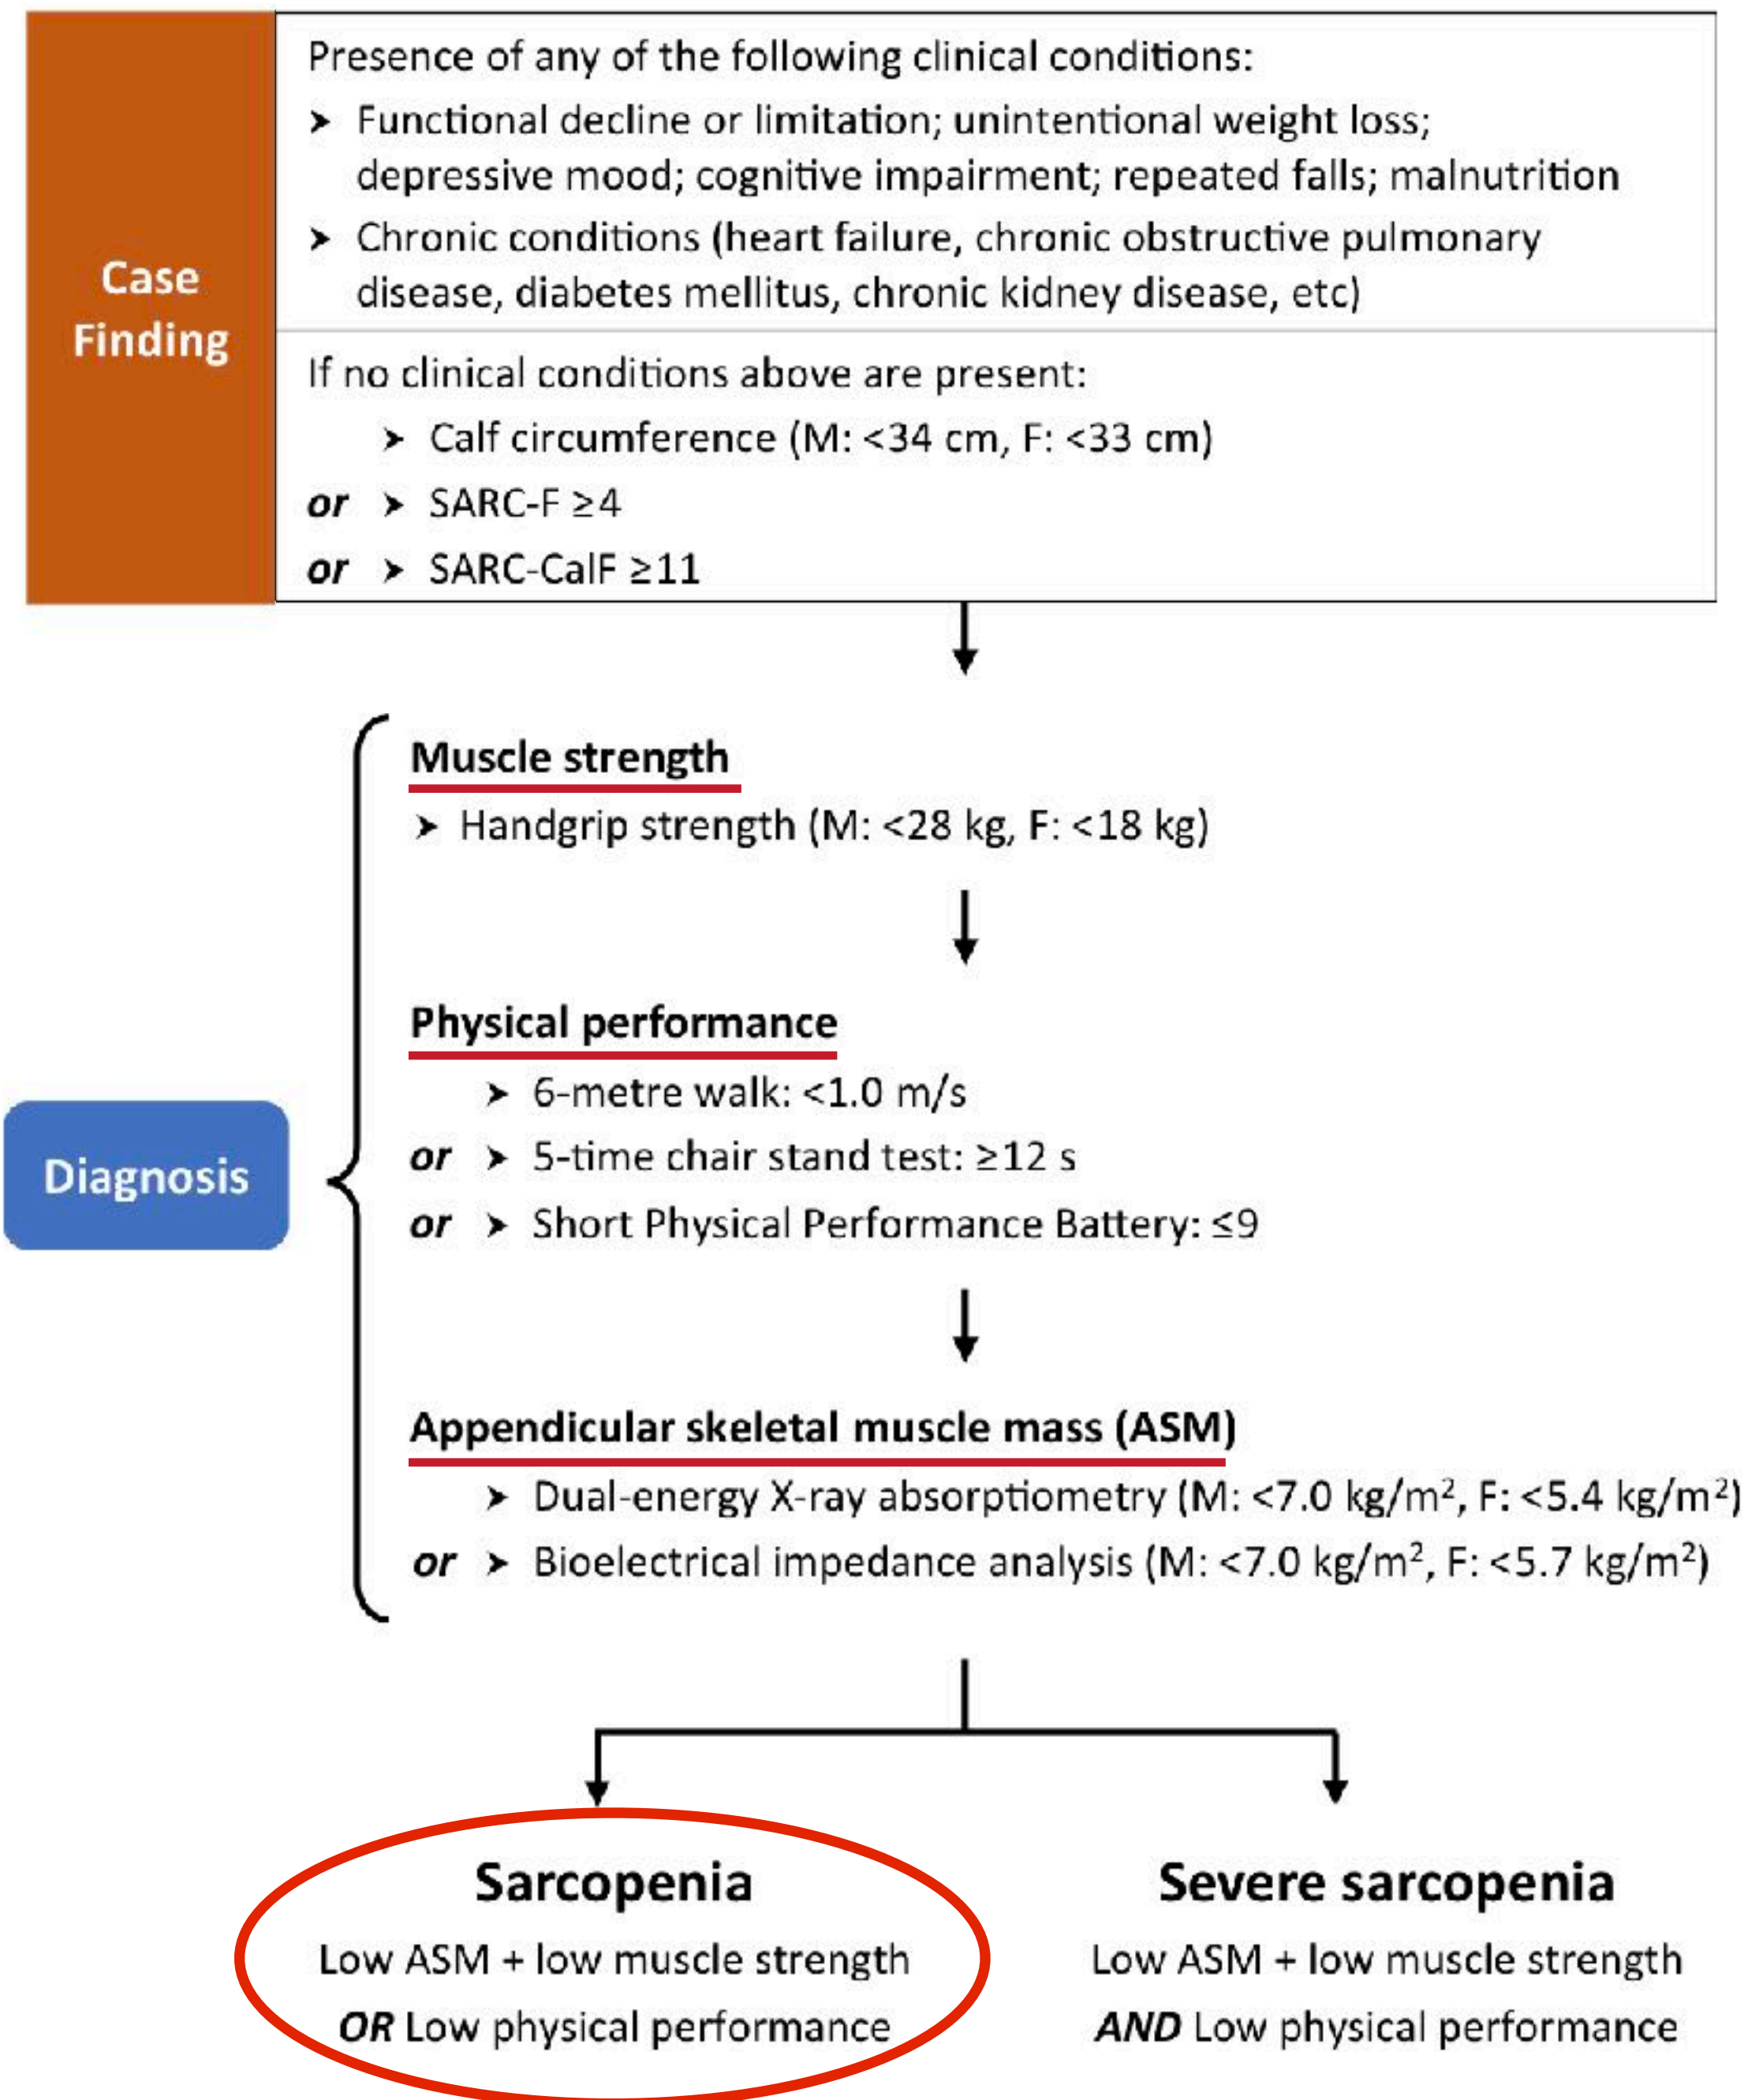 Case
Finding
Presence of any of the following clinical conditions:
➤ Functional decline or limitation; unintentional weight loss;
depressive mood; cognitive impairment; repeated falls; malnutrition
➤ Chronic conditions (heart failure, chronic obstructive pulmonary
disease, diabetes mellitus, chronic kidney disease, etc)
If no clinical conditions above are present:
➤ Calf circumference (M: <34 cm, F: <33 cm)
or ➤ SARC-F ≥4
or ➤ SARC-CalF ≥11
Diagnosis
Muscle strength
➤ Handgrip strength (M: <28 kg, F: <18 kg)
Physical performance
➤ 6-metre walk: <1.0 m/s
or ➤ 5-time chair stand test: ≥12 s
or ➤ Short Physical Performance Battery: ≤9
Appendicular skeletal muscle mass (ASM)
➤ Dual-energy X-ray absorptiometry (M: <7.0 kg/m², F: <5.4 kg/m²)
or ➤ Bioelectrical impedance analysis (M: <7.0 kg/m², F: <5.7 kg/m²)
Sarcopenia
Low ASM + low muscle strength
OR Low physical performance
Severe sarcopenia
Low ASM + low muscle strength
AND Low physical performance